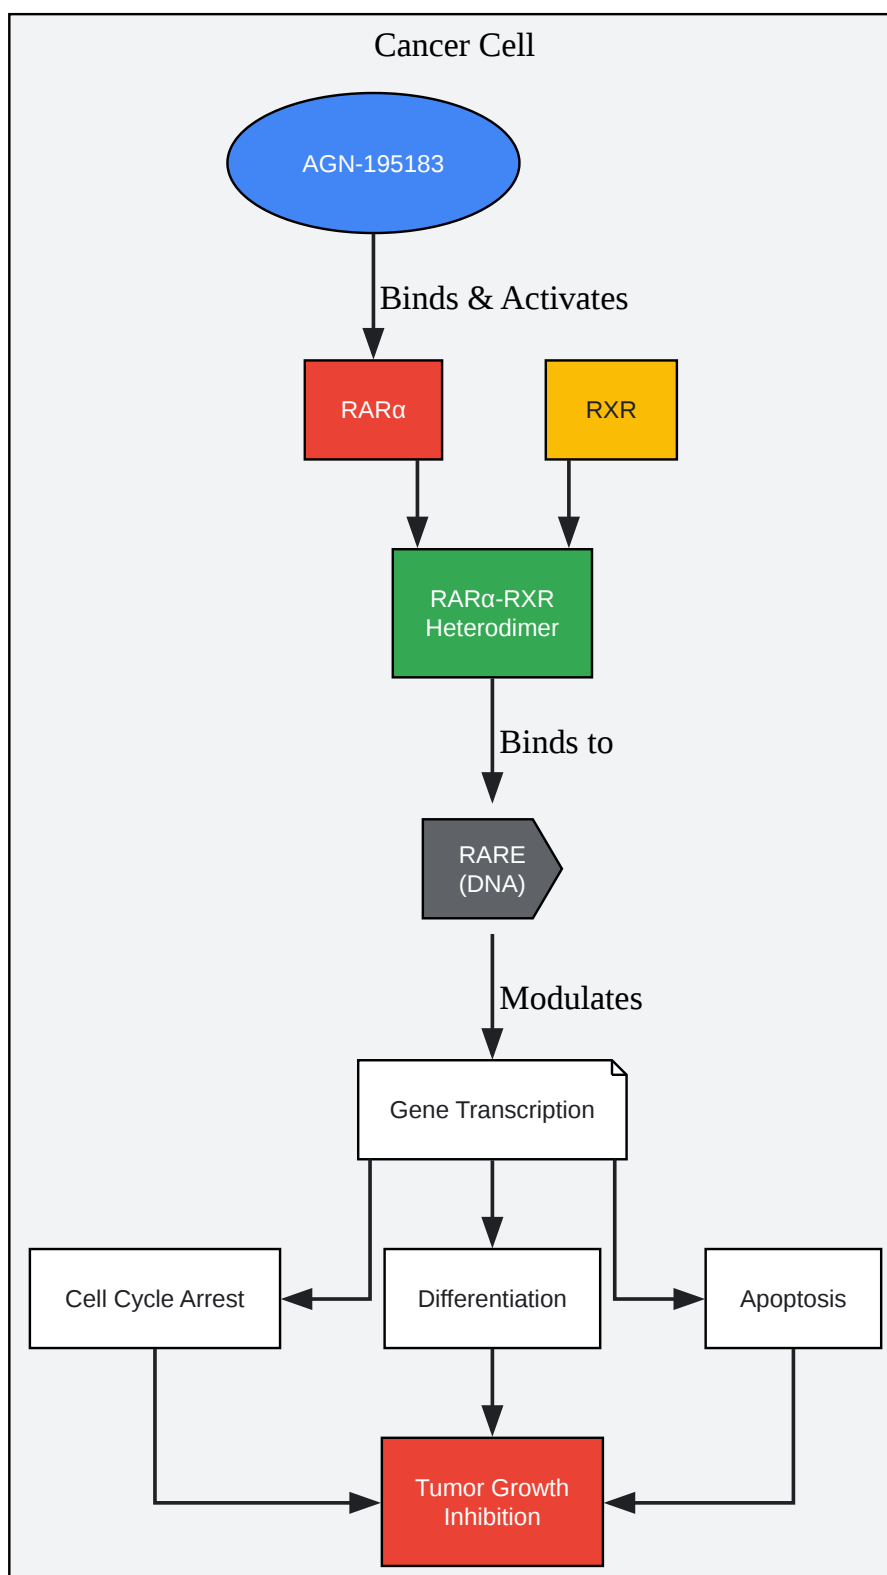 Cancer Cell
AGN-195183
Binds & Activates
RARα
RXR
RARα-RXR
Heterodimer
Binds to
RARE
(DNA)
Modulates
Gene Transcription
Cell Cycle Arrest
Differentiation
Apoptosis
Tumor Growth
Inhibition